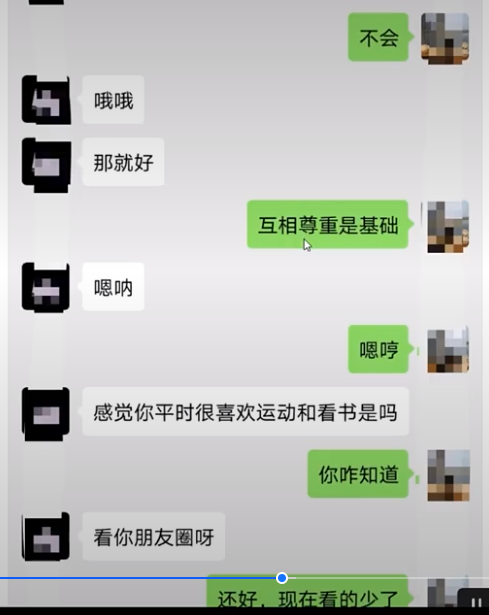 不会
哦哦
那就好
互相尊重是基础
嗯呐
嗯哼
感觉你平时很喜欢运动和看书是吗
你咋知道
看你朋友圈呀
还好，现在看的少了